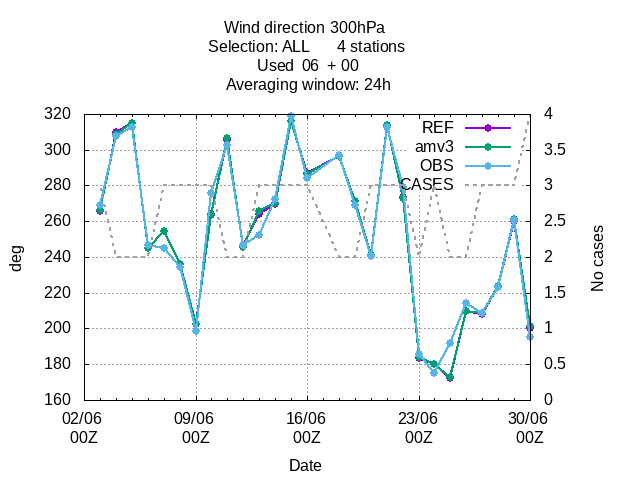 Wind direction 300hPa
Selection: ALL      4 stations
Used  06  + 00
Averaging window: 24h
320
300
280
260
240
220
200
180
160
deg
4
3.5
3
2.5
2
1.5
1
0.5
0
No cases
REF
amv3
OBS
CASES
02/06 09/06 16/06 23/06 30/06
00Z 00Z 00Z 00Z 00Z
Date